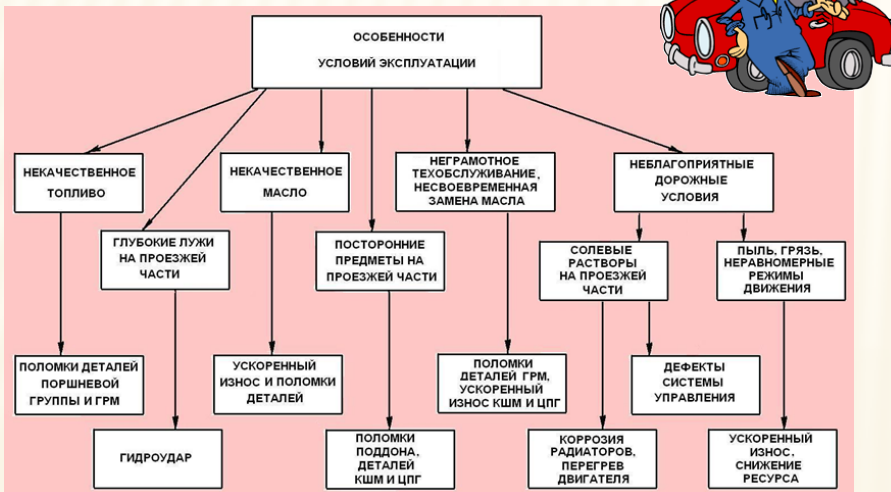 ОСОБЕННОСТИ
УСЛОВИЙ ЭКСПЛУАТАЦИИ
НЕКАЧЕСТВЕННОЕ
ТОПЛИВО
НЕКАЧЕСТВЕННОЕ
МАСЛО
НЕГРАМОТНОЕ
ТЕХОБСЛУЖИВАНИЕ,
НЕСВОЕВРЕМЕННАЯ
ЗАМЕНА МАСЛА
НЕБЛАГОПРИЯТНЫЕ
ДОРОЖНЫЕ
УСЛОВИЯ
ГЛУБОКИЕ ЛУЖИ
НА ПРОЕЗЖЕЙ
ЧАСТИ
ПОСТОРОННИЕ
ПРЕДМЕТЫ НА
ПРОЕЗЖЕЙ ЧАСТИ
СОЛЕВЫЕ
РАСТВОРЫ
НА ПРОЕЗЖЕЙ
ЧАСТИ
ПЫЛЬ, ГРЯЗЬ,
НЕРАВНОМЕРНЫЕ
РЕЖИМЫ
ДВИЖЕНИЯ
ПОЛОМКИ ДЕТАЛЕЙ
ПОРШНЕВОЙ
ГРУППЫ И ГРМ
УСКОРЕННЫЙ
ИЗНОС И ПОЛОМКИ
ДЕТАЛЕЙ
ПОЛОМКИ
ДЕТАЛЕЙ ГРМ,
УСКОРЕННЫЙ
ИЗНОС КШМ И ЦПГ
ДЕФЕКТЫ
СИСТЕМЫ
УПРАВЛЕНИЯ
ГИДРОУДАР
ПОЛОМКИ
ПОДДОНА,
ДЕТАЛЕЙ
КШМ И ЦПГ
КОРРОЗИЯ
РАДИАТОРОВ,
ПЕРЕГРЕВ
ДВИГАТЕЛЯ
УСКОРЕННЫЙ
ИЗНОС,
СНИЖЕНИЕ
РЕСУРСА